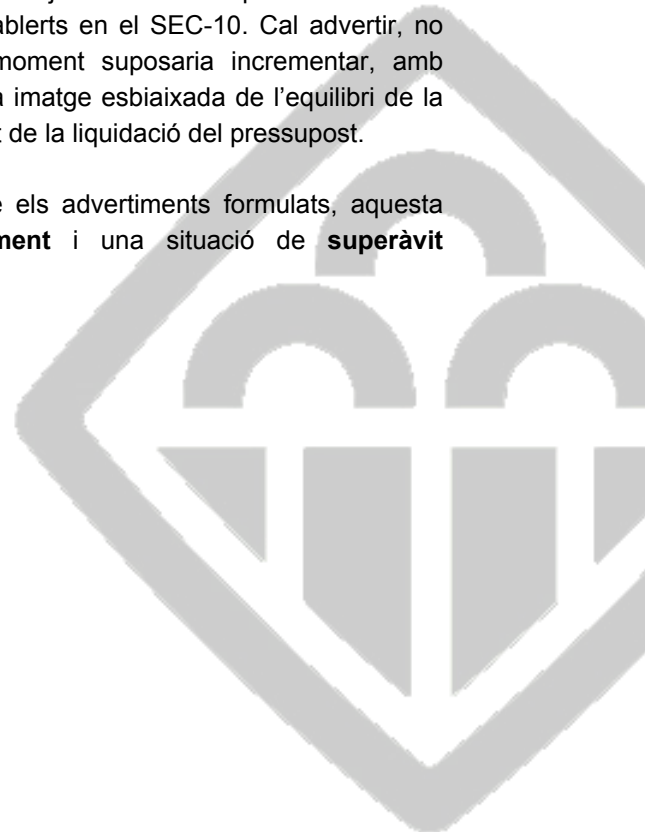 ablerts en el SEC-10. Cal advertir, no
moment suposaria incrementar, amb
imatge esbiaixada de l'equilibri de la
de la liquidació del pressupost.
els advertiments formulats, aquesta
ment i una situació de superàvit